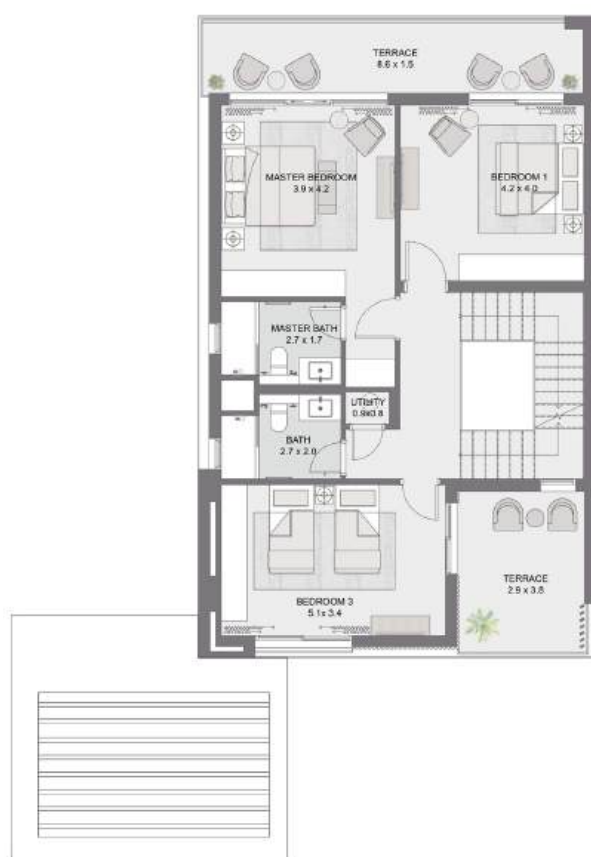 TERRACE
8.6 x 1.5
MASTER BEDROOM
3.9 x 4.2
BEDROOM 1
4.2 x 4.0
MASTER BATH
2.7 x 1.7
UTILITY
0.9x0.8
BATH
2.7 x 2.0
BEDROOM 3
5.1 x 3.4
TERRACE
2.9 x 3.8